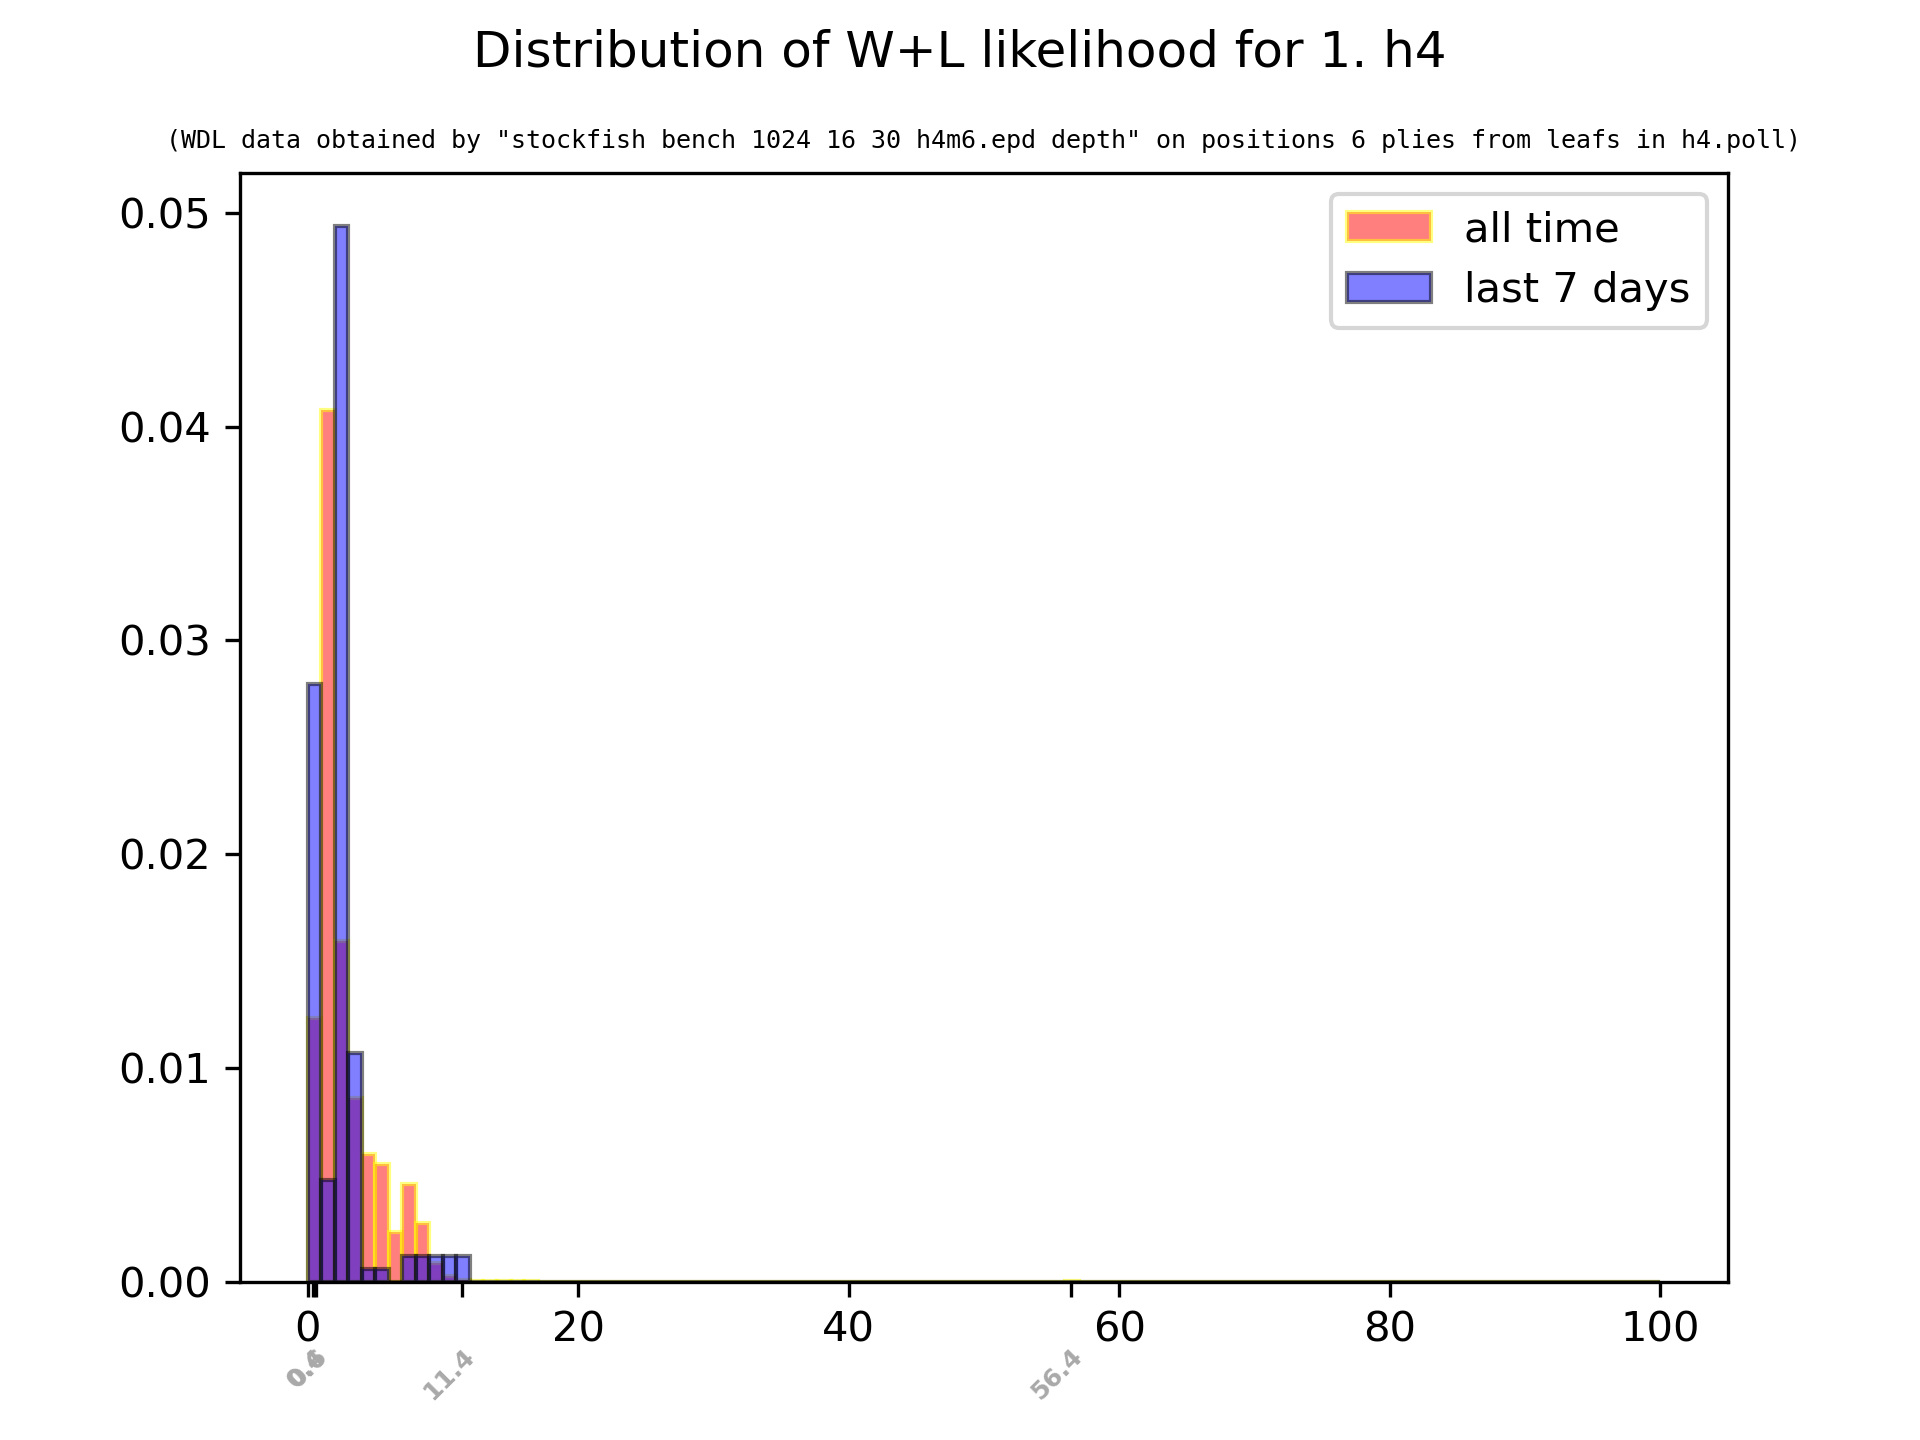 Distribution of W+L likelihood for 1. h4
(WDL data obtained by "stockfish bench 1024 16 30 h4m6.epd depth" on positions 6 plies from leafs in h4.poll)
all time
last 7 days
0.05
0.04
0.03
0.02
0.01
0.00
0 20 40 60 80 100
11.4 56.4